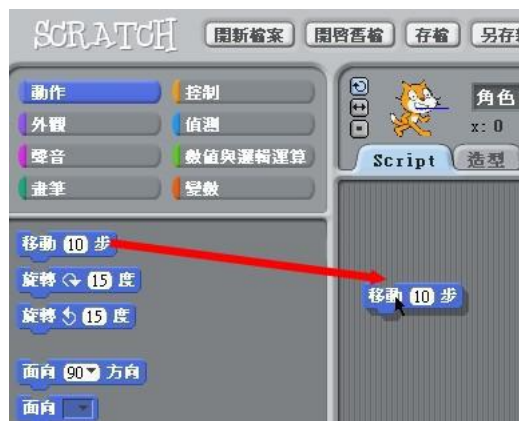 SCRATCH 開新檔案 開啓舊檔 存檔 另存
動作 控制
外觀 偵測
聲音 數值與邏輯運算
畫筆 變數
角色
x: 0
Script 造型
移動 10 步
旋轉 15 度
旋轉 15 度
面向 90 方向
面向
移動 10 步